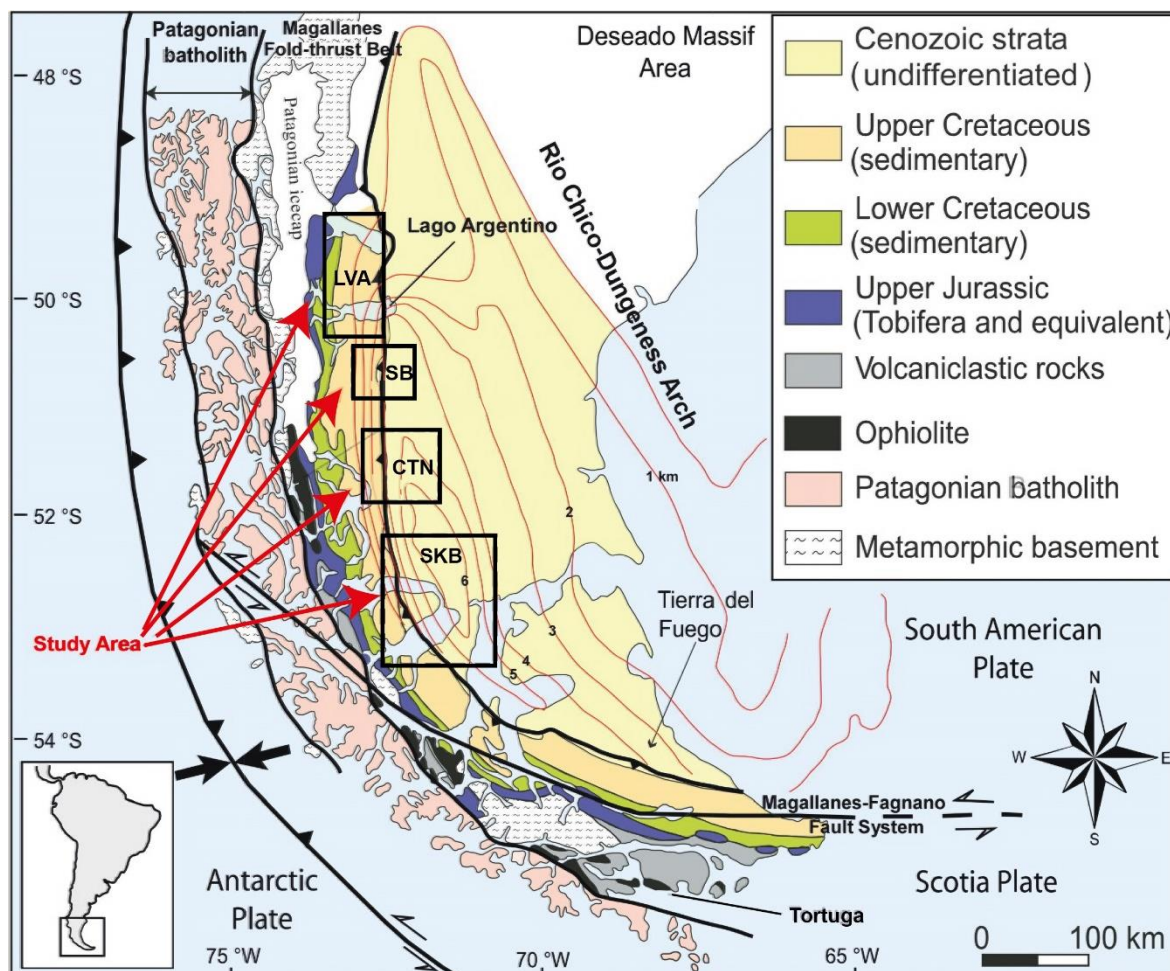 Patagonian
batholith
Magallanes
Fold-thrust Belt
Deseado Massif
Area
48 °S
50 °S
52 °S
54 °S
Patagonian icecap
Rio Chico-Dungeness Arch
Lago Argentino
LVA
SB
CTN
SKB
1 km
2
3
4
5
6
Study Area
Tierra del
Fuego
South American
Plate
N
W
E
S
Magallanes-Fagnano
Fault System
Antarctic
Plate
Scotia Plate
Tortuga
75 °W
70 °W
65 °W
0
100 km
Cenozoic strata
(undifferentiated)
Upper Cretaceous
(sedimentary)
Lower Cretaceous
(sedimentary)
Upper Jurassic
(Tobifera and equivalent)
Volcaniclastic rocks
Ophiolite
Patagonian batholith
Metamorphic basement